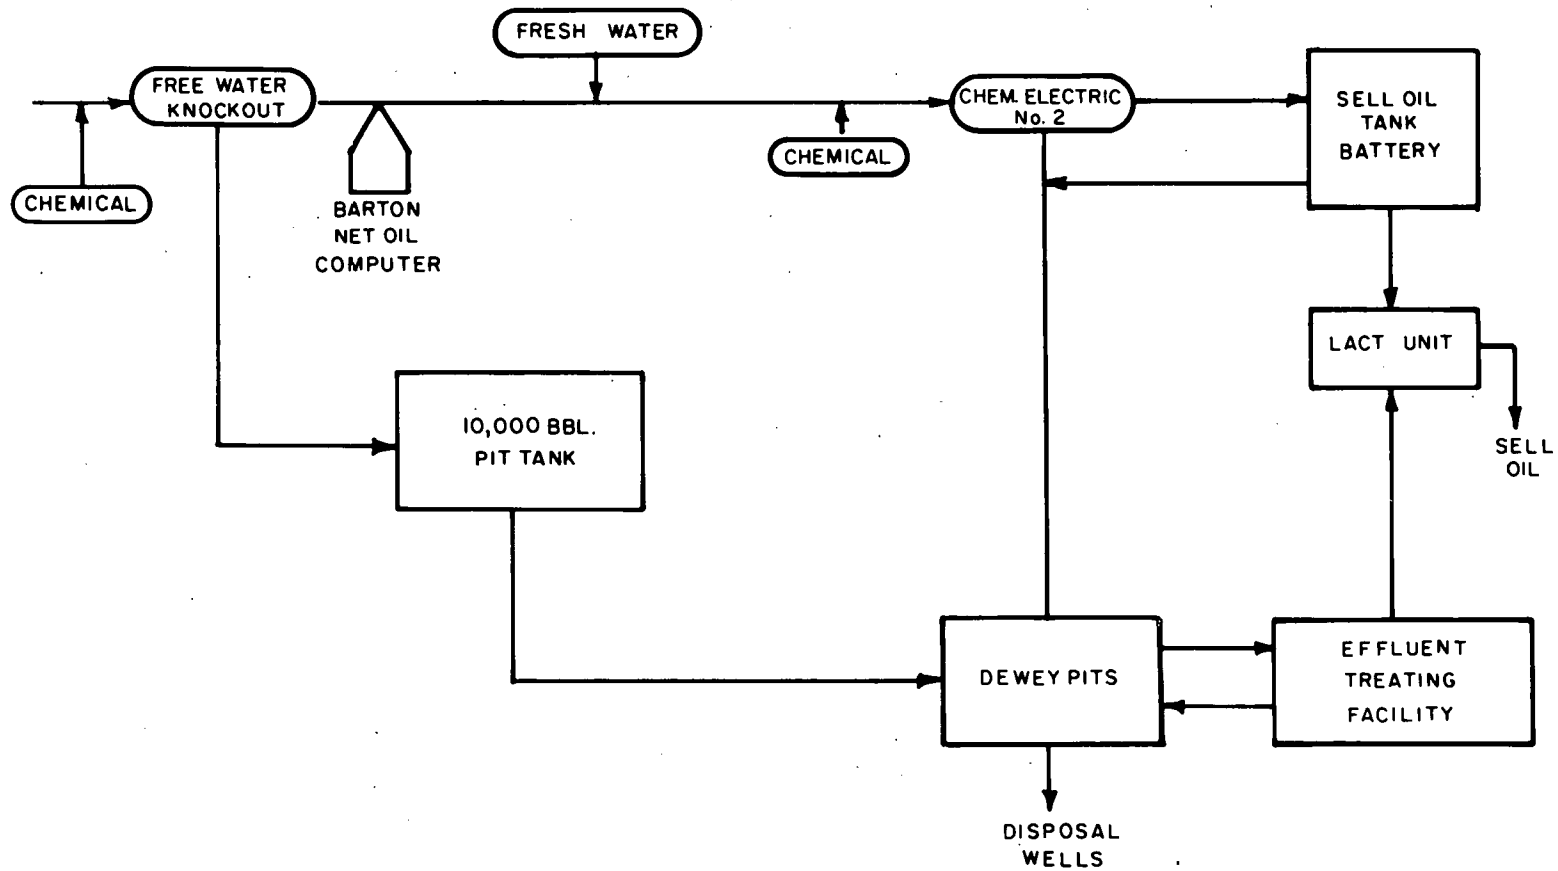 FRESH WATER
FREE WATER
KNOCKOUT
CHEM. ELECTRIC
No. 2
SELL OIL
TANK
BATTERY
CHEMICAL
CHEMICAL
BARTON
NET OIL
COMPUTER
LACT UNIT
10,000 BBL.
PIT TANK
SELL
OIL
DEWEY PITS
EFFLUENT
TREATING
FACILITY
DISPOSAL
WELLS